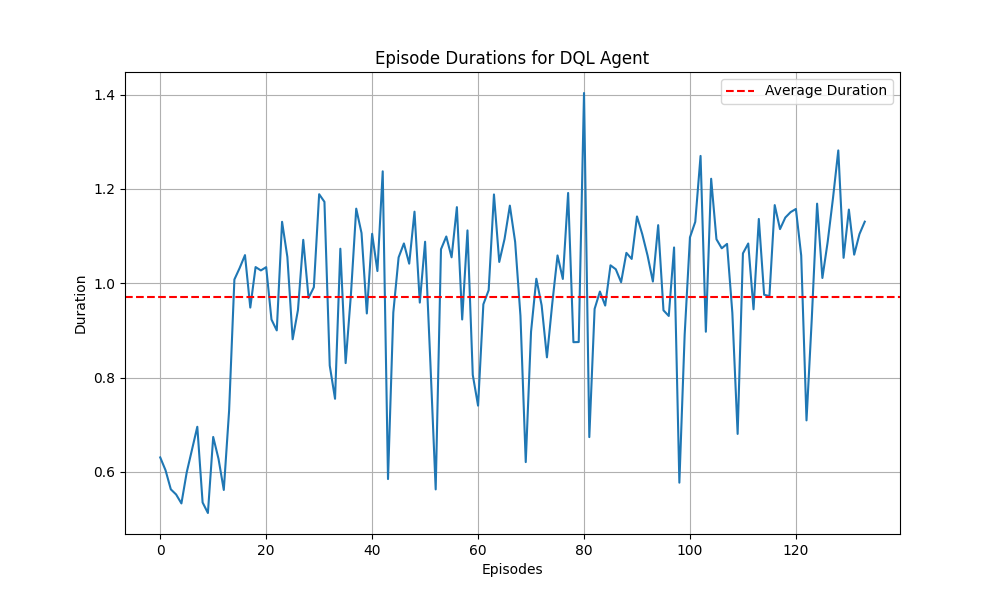 Episode Durations for DQL Agent
Average Duration
Duration
1.4
1.2
1.0
0.8
0.6
0 20 40 60 80 100 120
Episodes